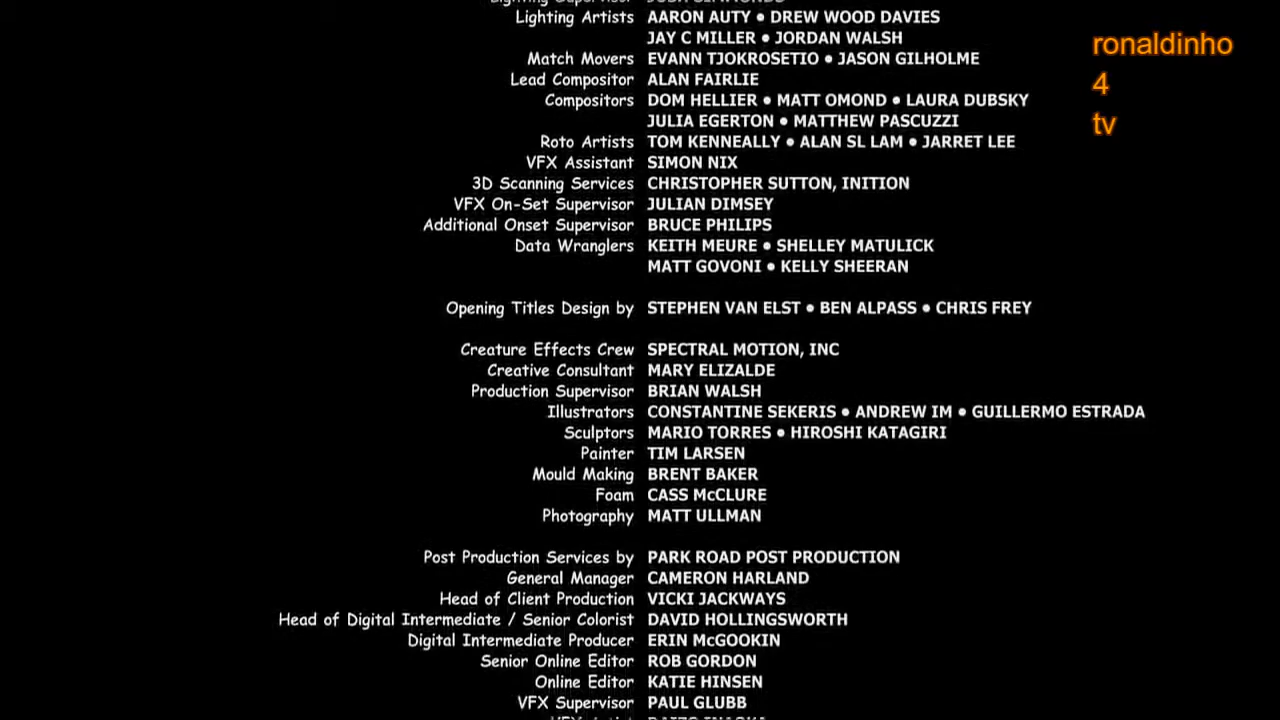 Lighting Artists AARON AUTY • DREW WOOD DAVIES
JAY C MILLER • JORDAN WALSH
Match Movers EVANN TJOKROSETIO • JASON GILHOLME
Lead Compositor ALAN FAIRLIE
Compositors DOM HELLIER • MATT OMOND • LAURA DUBSKY
JULIA EGERTON • MATTHEW PASCUZZI
Roto Artists TOM KENNEALLY • ALAN SL LAM • JARRET LEE
VFX Assistant SIMON NIX
3D Scanning Services CHRISTOPHER SUTTON, INITION
VFX On-Set Supervisor JULIAN DIMSEY
Additional Onset Supervisor BRUCE PHILIPS
Data Wranglers KEITH MEURE • SHELLEY MATULICK
MATT GOVONI • KELLY SHEERAN
Opening Titles Design by STEPHEN VAN ELST • BEN ALPASS • CHRIS FREY
Creature Effects Crew SPECTRAL MOTION, INC
Creative Consultant MARY ELIZALDE
Production Supervisor BRIAN WALSH
Illustrators CONSTANTINE SEKERIS • ANDREW IM • GUILLERMO ESTRADA
Sculptors MARIO TORRES • HIROSHI KATAGIRI
Painter TIM LARSEN
Mould Making BRENT BAKER
Foam CASS McCLURE
Photography MATT ULLMAN
Post Production Services by PARK ROAD POST PRODUCTION
General Manager CAMERON HARLAND
Head of Client Production VICKI JACKWAYS
Head of Digital Intermediate / Senior Colorist DAVID HOLLINGSWORTH
Digital Intermediate Producer ERIN McGOOKIN
Senior Online Editor ROB GORDON
Online Editor KATIE HINSEN
VFX Supervisor PAUL GLUBB
ronaldinho
4
tv